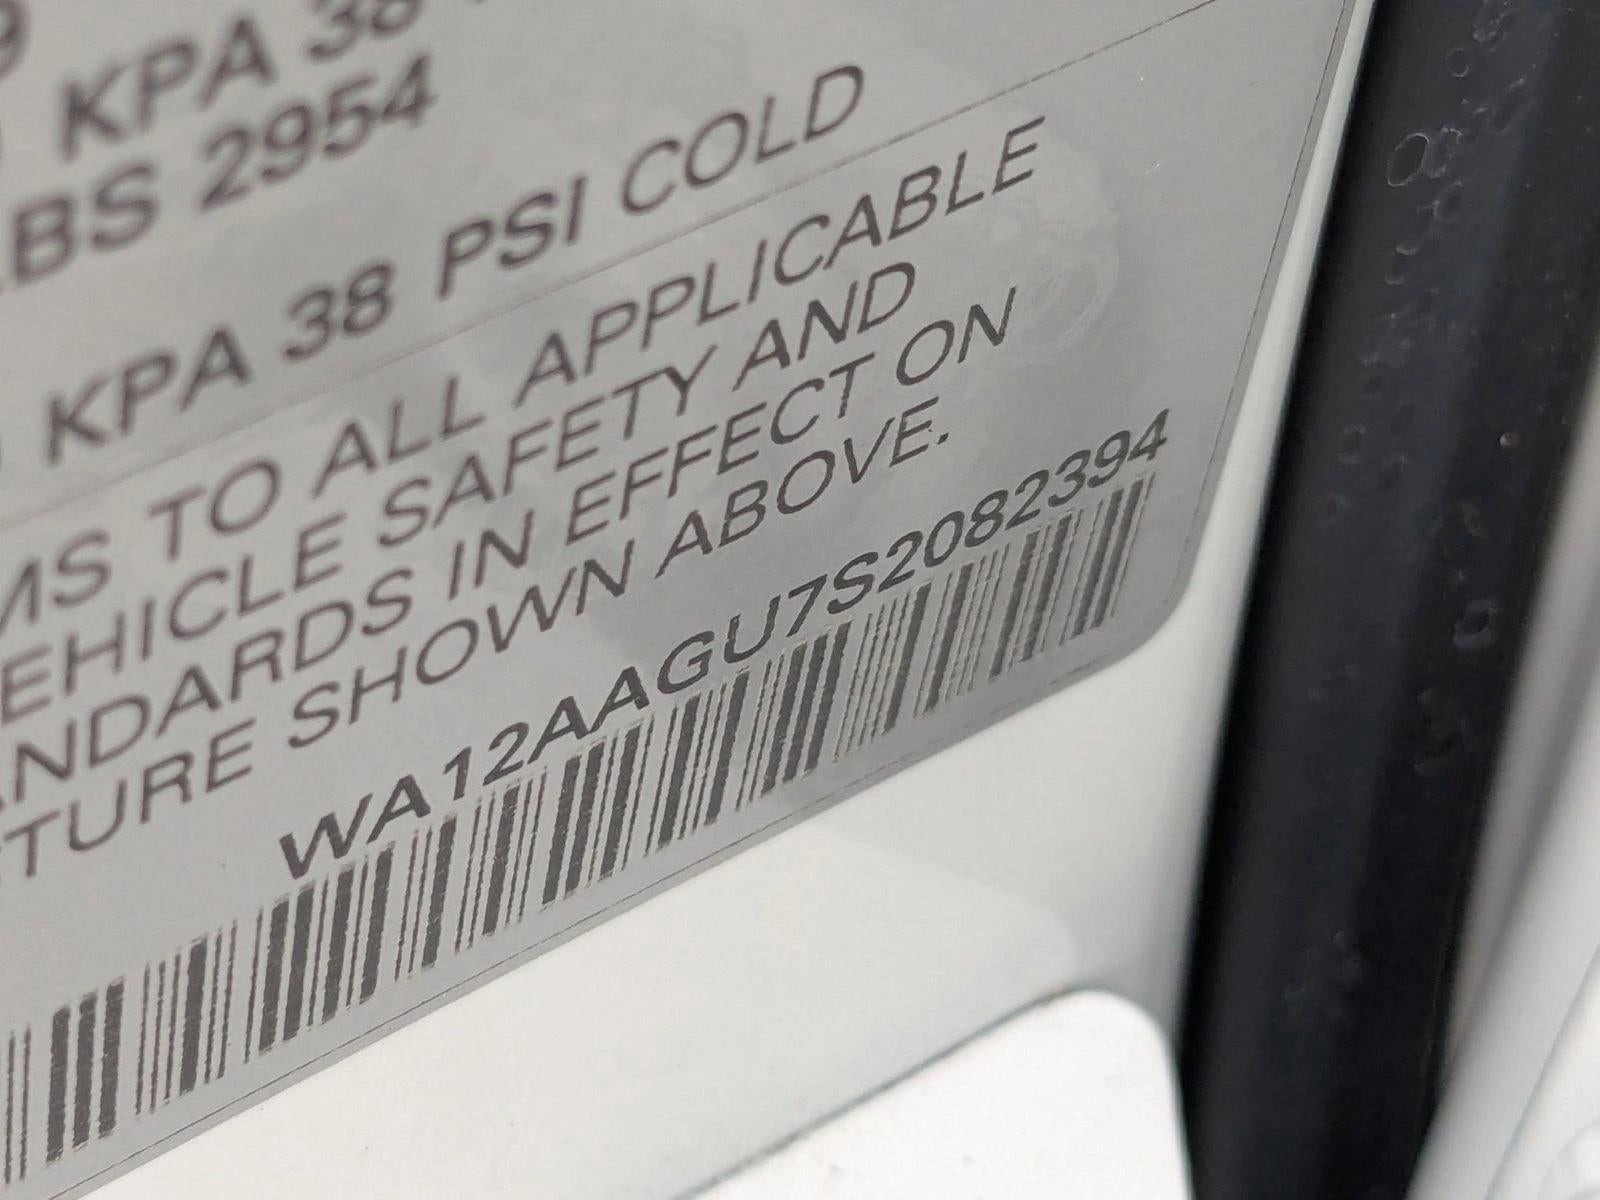 KPA 38
LBS 2954
KPA 38 PSI COLD
MS TO ALL APPLICABLE
EHICLE SAFETY AND
ANDARDS IN EFFECT ON
TURE SHOWN ABOVE.
WA12AAGU7S2082394